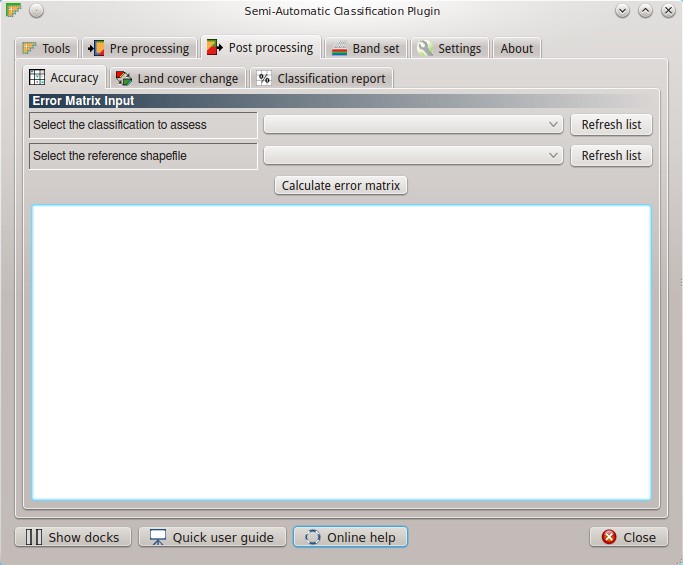 Semi-Automatic Classification Plugin
Tools Pre processing Post processing Band set Settings About
Accuracy Land cover change % Classification report
Error Matrix Input
Select the classification to assess Refresh list
Select the reference shapefile Refresh list
Calculate error matrix
Show docks Quick user guide Online help Close